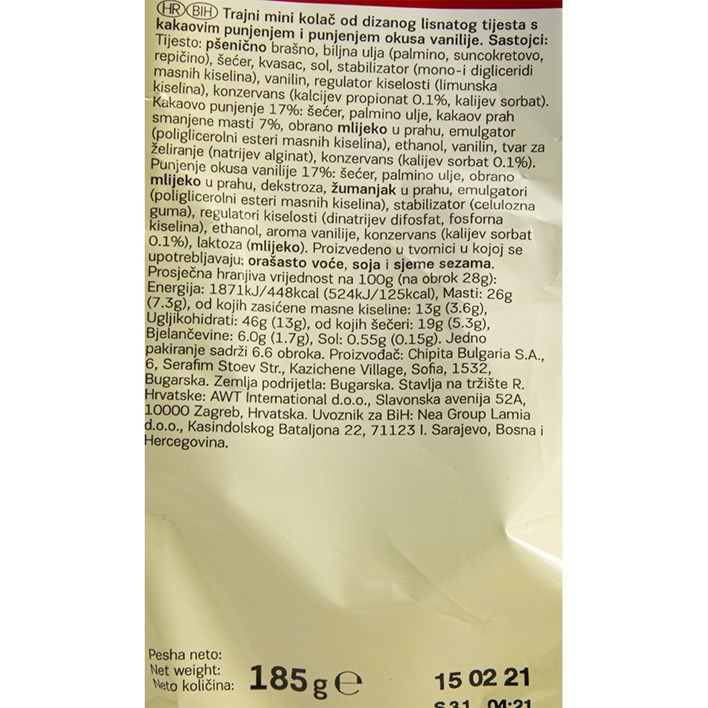 HR BIH Trajni mini kolač od dizanog lisnatog tijesta s
kakaovim punjenjem i punjenjem okusa vanilije. Sastojci:
Tijesto: pšenično brašno, biljna ulja (palmino, suncokretovo,
repičino), šećer, kvasac, sol, stabilizator (mono-i digliceridi
masnih kiselina), vanilin, regulator kiselosti (limunska
kiselina), konzervans (kalcijev propionat 0.1%, kalijev sorbat).
Kakaovo punjenje 17%: šećer, palmino ulje, kakaov prah
smanjene masti 7%, obrano mlijeko u prahu, emulgator
(poliglicerolni esteri masnih kiselina), ethanol, vanilin, tvar za
želiranje (natrijev alginat), konzervans (kalijev sorbat 0.1%).
Punjenje okusa vanilije 17%: šećer, palmino ulje, obrano
mlijeko u prahu, dekstroza, žumanjak u prahu, emulgatori
(poliglicerolni esteri masnih kiselina), stabilizator (celulozna
guma), regulatori kiselosti (dinatrijev difosfat, fosforna
kiselina), ethanol, aroma vanilije, konzervans (kalijev sorbat
0.1%), laktoza (mlijeko). Proizvedeno u tvornici u kojoj se
upotrebljavaju: orašasto voće, soja i sjeme sezama.
Prosječna hranjiva vrijednost na 100g (na obrok 28g):
Energija: 1871kJ/448kcal (524kJ/125kcal), Masti: 26g
(7.3g), od kojih zasićene masne kiseline: 13g (3.6g),
Ugljikohidrati: 46g (13g), od kojih šečeri: 19g (5.3g),
Bjelančevine: 6.0g (1.7g), Sol: 0.55g (0.15g). Jedno
pakiranje sadrži 6.6 obroka. Proizvođač: Chipita Bulgaria S.A.,
6, Serafim Stoev Str., Kazichene Village, Sofia, 1532,
Bugarska. Zemlja podrijetla: Bugarska. Stavlja na tržište R.
Hrvatske: AWT International d.o.o., Slavonska avenija 52A,
10000 Zagreb, Hrvatska. Uvoznik za BiH: Nea Group Lamia
d.o.o., Kasindolskog Bataljona 22, 71123 I. Sarajevo, Bosna i
Hercegovina.
Pesha neto:
Net weight:
Neto količina:
185g e
15 02 21
S31 04:21